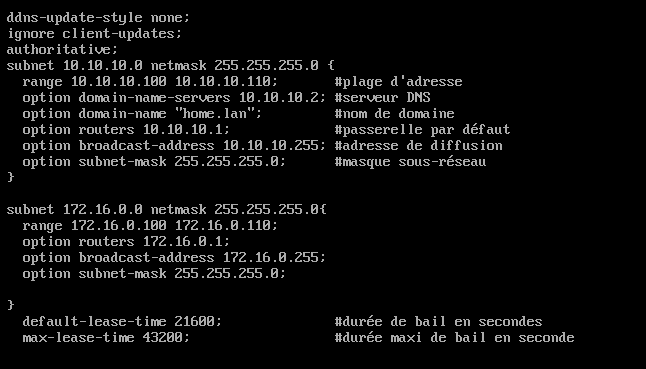 ddns-update-style none;
ignore client-updates;
authoritative;
subnet 10.10.10.0 netmask 255.255.255.0 {
  range 10.10.10.100 10.10.10.110;       #plage d'adresse
  option domain-name-servers 10.10.10.2; #serveur DNS
  option domain-name "home.lan";         #nom de domaine
  option routers 10.10.10.1;             #passerelle par défaut
  option broadcast-address 10.10.10.255; #adresse de diffusion
  option subnet-mask 255.255.255.0;      #masque sous-réseau
}

subnet 172.16.0.0 netmask 255.255.255.0{
  range 172.16.0.100 172.16.0.110;
  option routers 172.16.0.1;
  option broadcast-address 172.16.0.255;
  option subnet-mask 255.255.255.0;

}
  default-lease-time 21600;              #durée de bail en secondes
  max-lease-time 43200;                  #durée maxi de bail en seconde